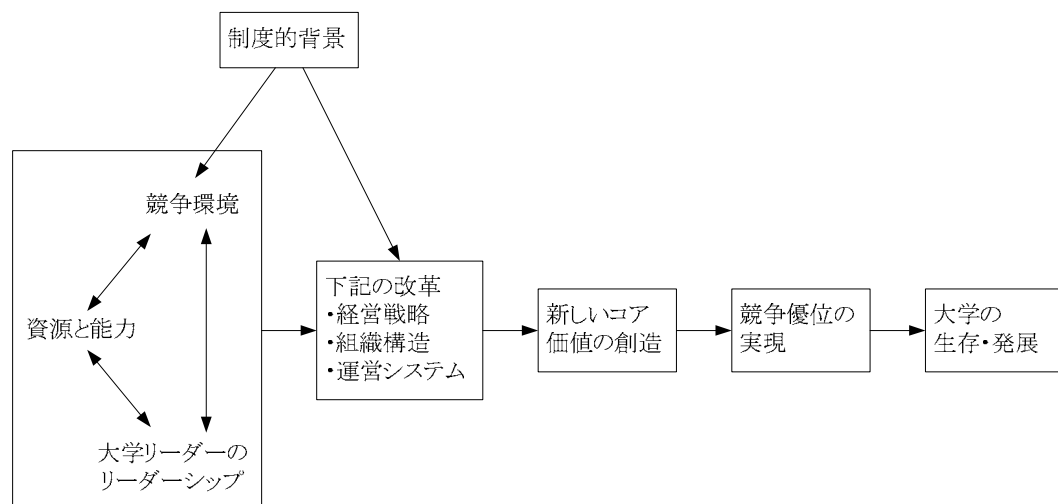 制度的背景
競争環境
資源と能力
大学リーダーの
リーダーシップ
下記の改革
・経営戦略
・組織構造
・運営システム
新しいコア
価値の創造
競争優位の
実現
大学の
生存・発展